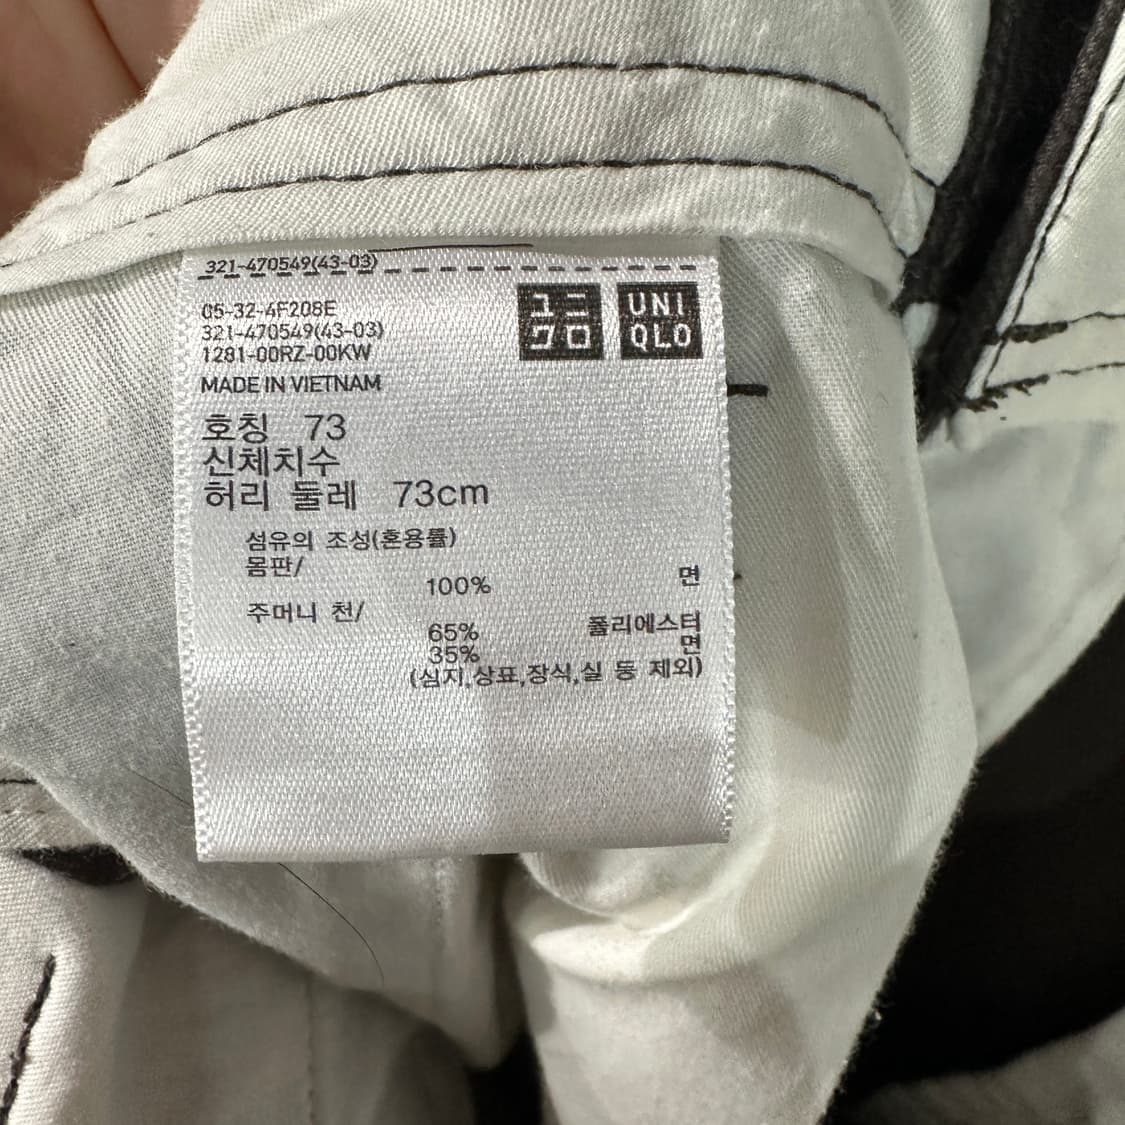 321-470549(43-03)
05-32-4F208E
321-470549(43-03)
1281-00RZ-00KW
MADE IN VIETNAM
ユニ
クロ
UNI
QLO
호칭 73
신체치수
허리 둘레 73cm
섬유의 조성(혼용률)
몸판/
100% 면
주머니 천/
65% 폴리에스터
35% 면
(심지,상표,장식,실 등 제외)